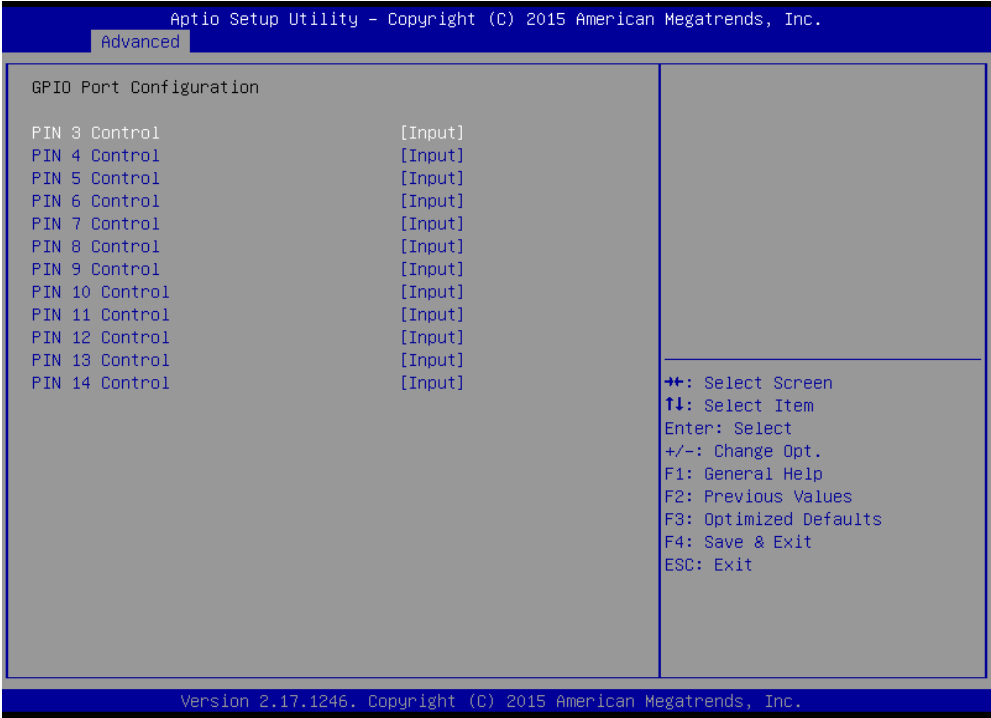 Aptio Setup Utility – Copyright (C) 2015 American Megatrends, Inc.
Advanced
GPIO Port Configuration
PIN 3 Control [Input]
PIN 4 Control [Input]
PIN 5 Control [Input]
PIN 6 Control [Input]
PIN 7 Control [Input]
PIN 8 Control [Input]
PIN 9 Control [Input]
PIN 10 Control [Input]
PIN 11 Control [Input]
PIN 12 Control [Input]
PIN 13 Control [Input]
PIN 14 Control [Input]
→←: Select Screen
↑↓: Select Item
Enter: Select
+/-: Change Opt.
F1: General Help
F2: Previous Values
F3: Optimized Defaults
F4: Save & Exit
ESC: Exit
Version 2.17.1246. Copyright (C) 2015 American Megatrends, Inc.